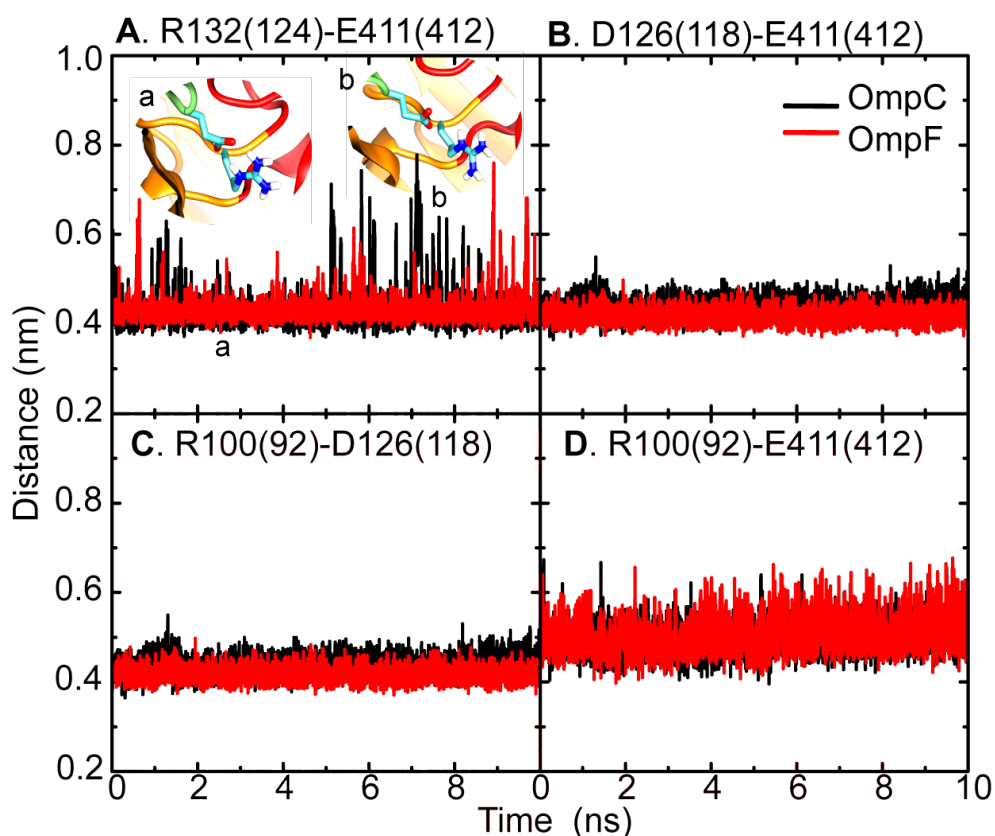 A. R132(124)-E411(412)
B. D126(118)-E411(412)
1.0
a
b
OmpC
OmpF
0.8
0.6
b
0.4
a
0.2
Distance (nm)
C. R100(92)-D126(118)
D. R100(92)-E411(412)
0.8
0.6
0.4
0.2
0 2 4 6 8 0 2 4 6 8 10
Time (ns)